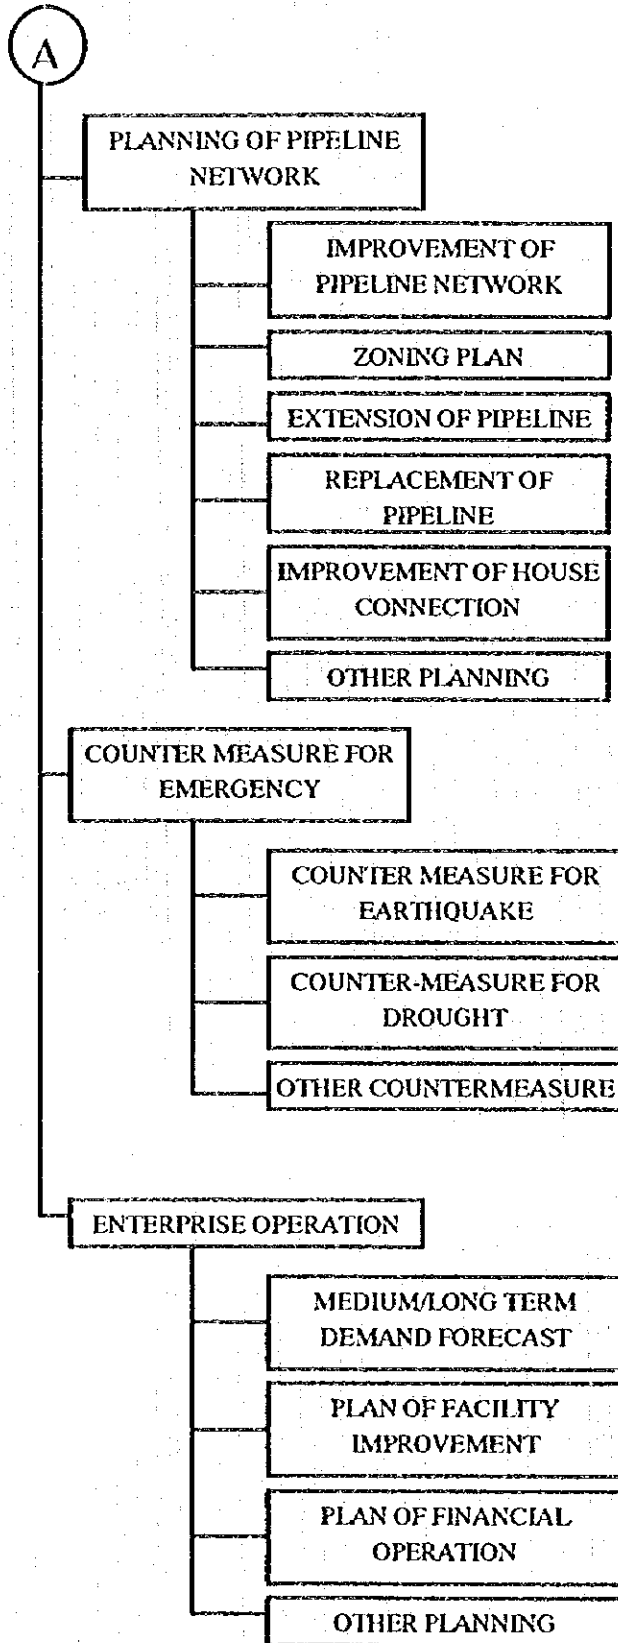 A
PLANNING OF PIPELINE
NETWORK
IMPROVEMENT OF
PIPELINE NETWORK
ZONING PLAN
EXTENSION OF PIPELINE
REPLACEMENT OF
PIPELINE
IMPROVEMENT OF HOUSE
CONNECTION
OTHER PLANNING
COUNTER MEASURE FOR
EMERGENCY
COUNTER MEASURE FOR
EARTHQUAKE
COUNTER-MEASURE FOR
DROUGHT
OTHER COUNTERMEASURE
ENTERPRISE OPERATION
MEDIUM/LONG TERM
DEMAND FORECAST
PLAN OF FACILITY
IMPROVEMENT
PLAN OF FINANCIAL
OPERATION
OTHER PLANNING